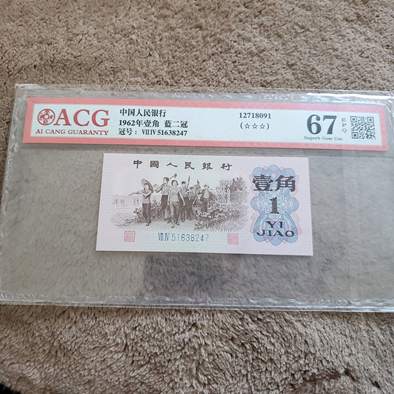 ACG
AI CANG GUARANTY
中国人民银行
1962年壹角 蓝二冠
冠号: VII IV 51638247
12718091
(☆☆☆)
67 EPQ
Superb Gem Unc
中國人民銀行
壹角
1
YI
JIAO
VII IV 51638247